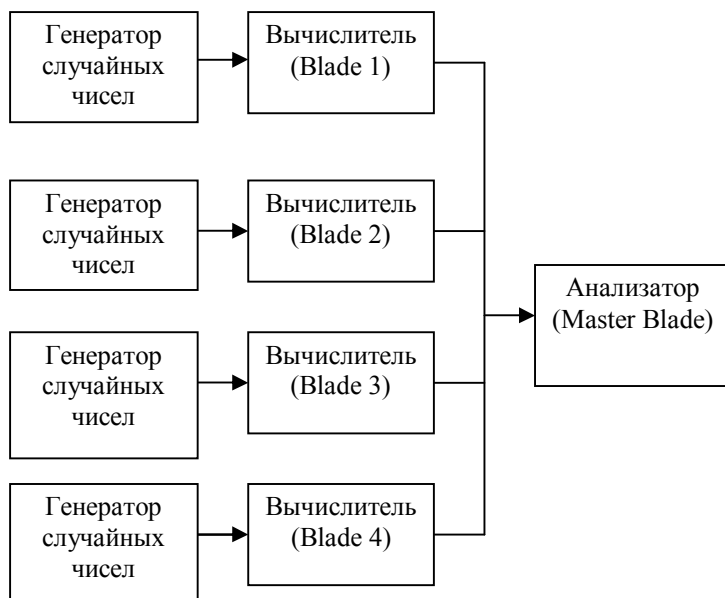 Генератор
случайных
чисел
Вычислитель
(Blade 1)
Генератор
случайных
чисел
Вычислитель
(Blade 2)
Анализатор
(Master Blade)
Генератор
случайных
чисел
Вычислитель
(Blade 3)
Генератор
случайных
чисел
Вычислитель
(Blade 4)